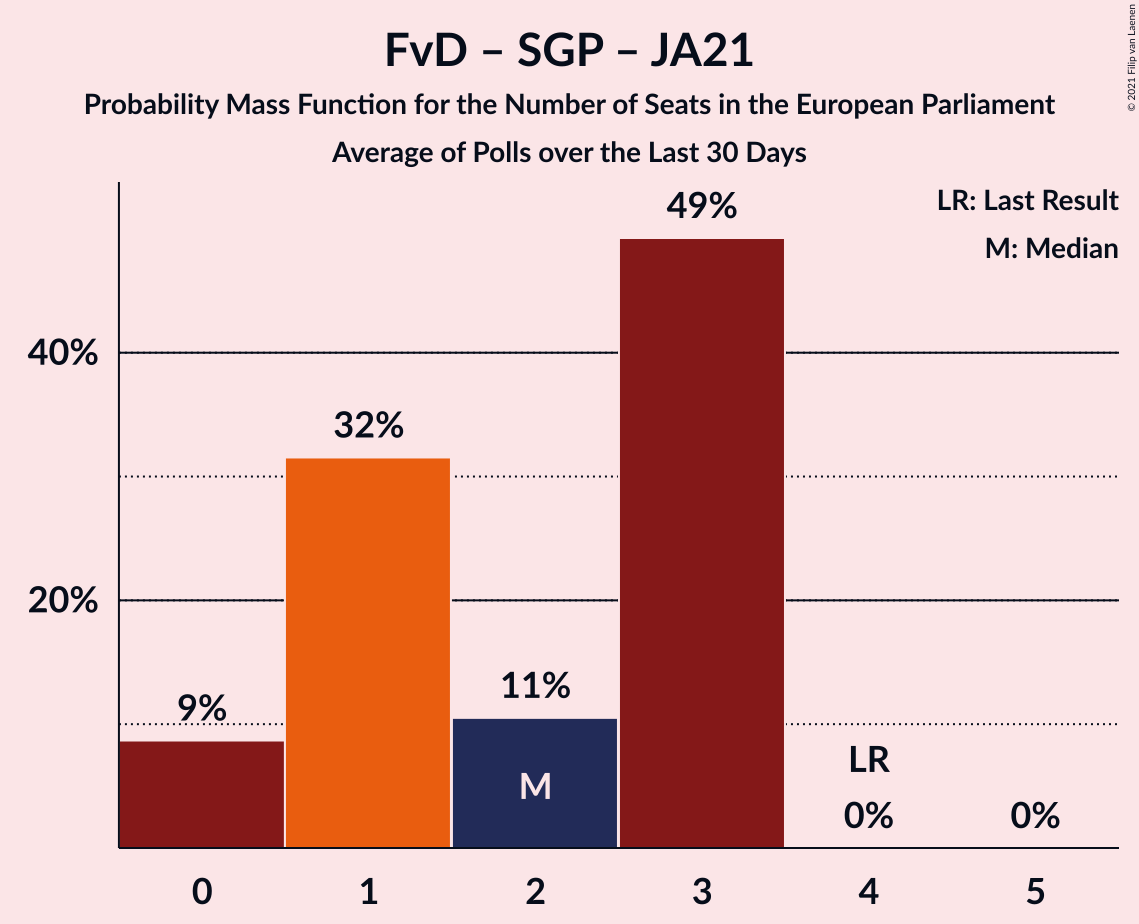 FvD – SGP – JA21
Probability Mass Function for the Number of Seats in the European Parliament
Average of Polls over the Last 30 Days
© 2021 Filip van Laenen
LR: Last Result
M: Median
49%
40%
32%
20%
11%
9%
M
LR
0%
0%
0 1 2 3 4 5